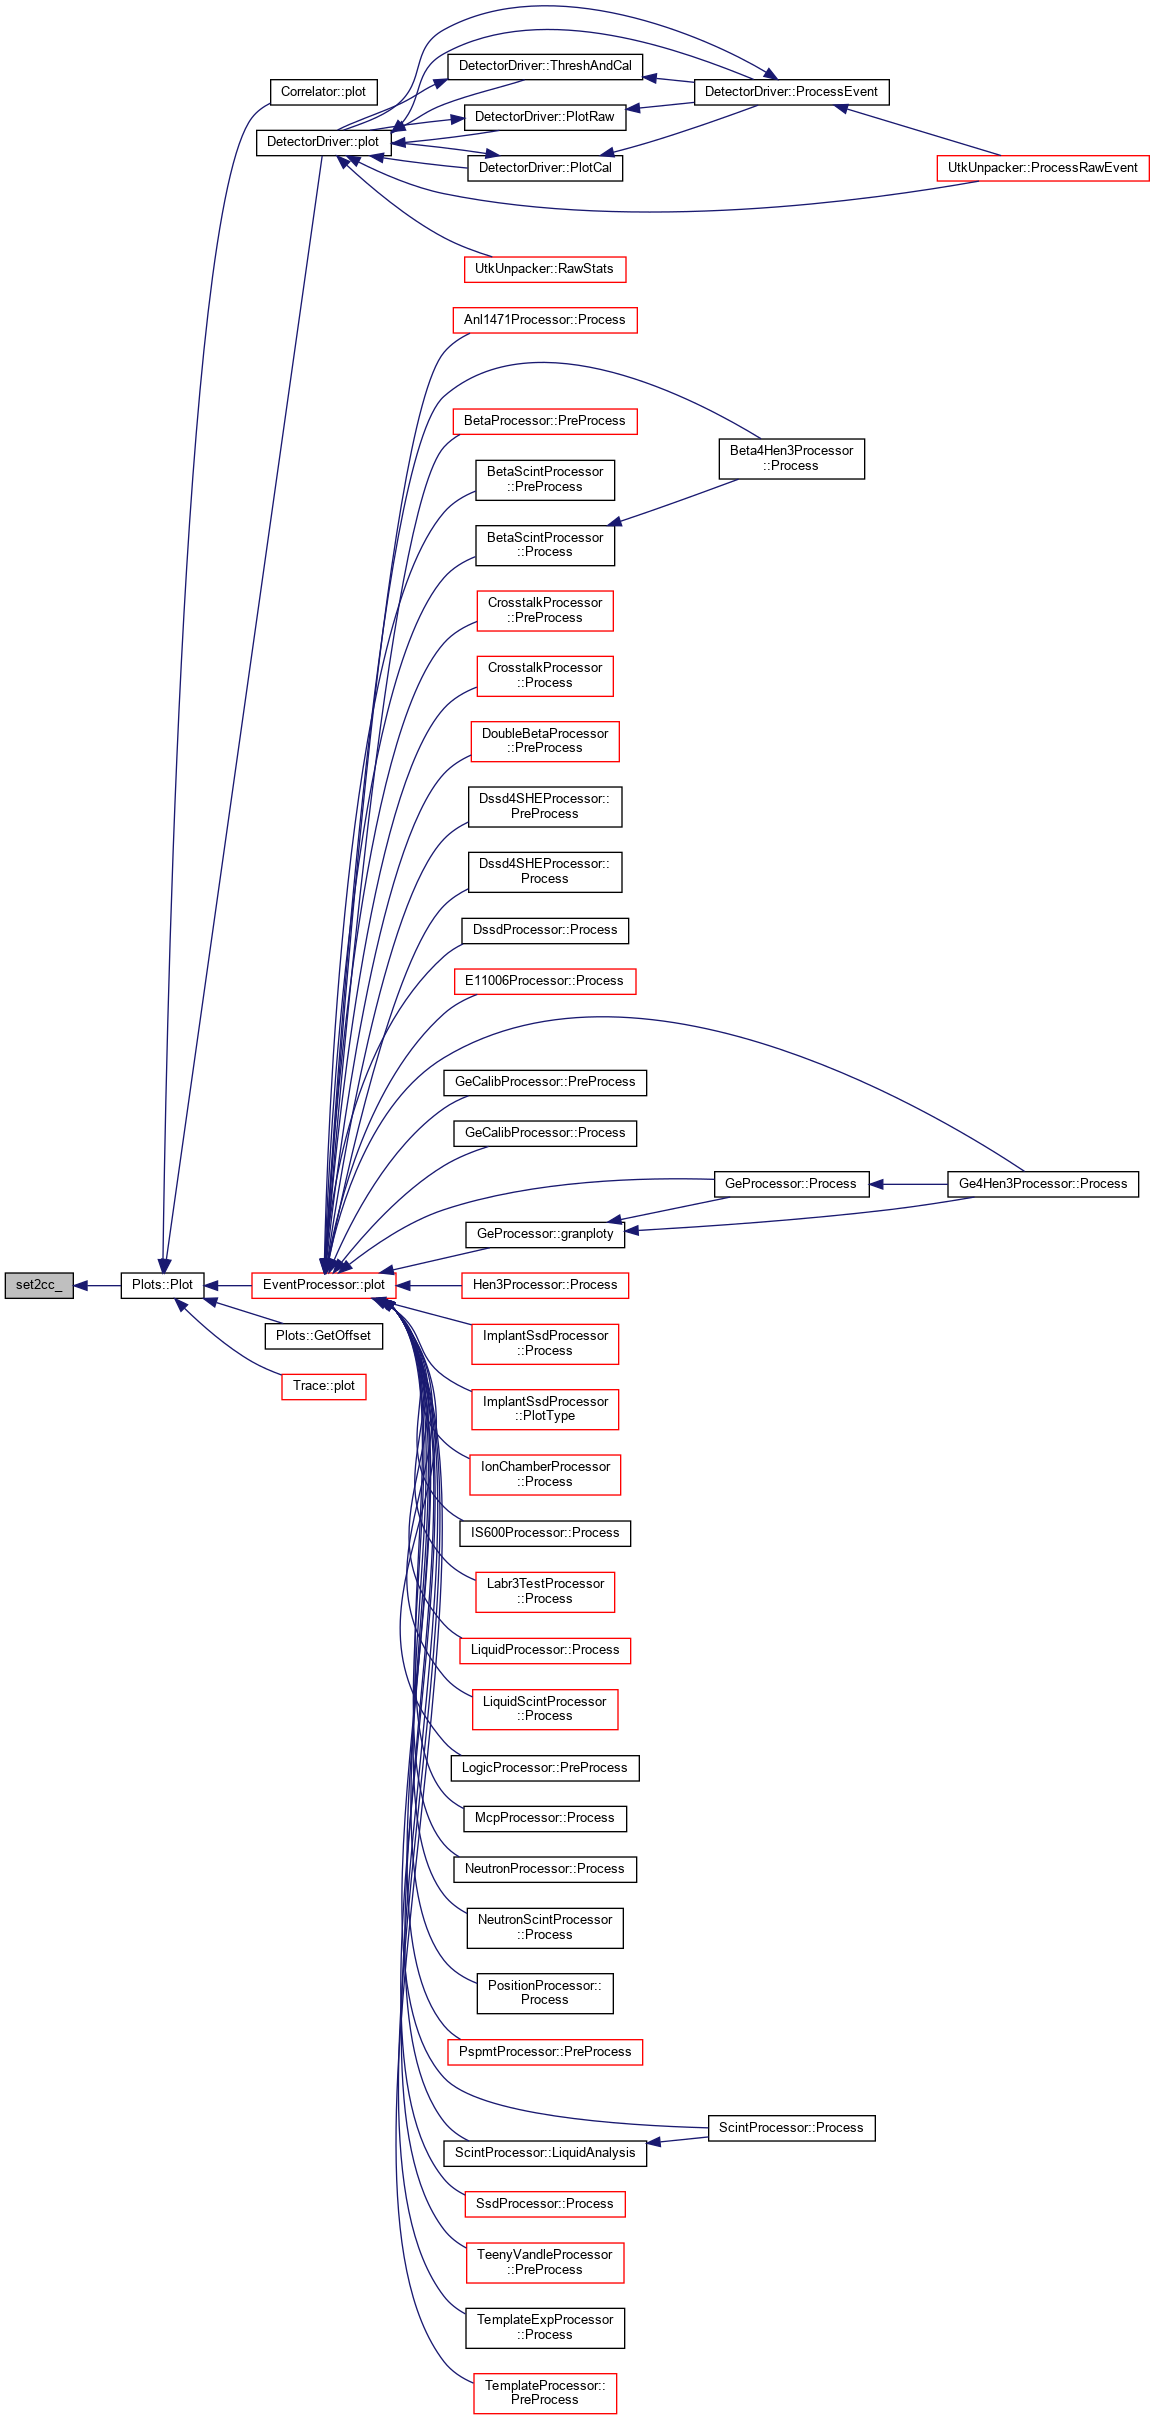 DetectorDriver::ThreshAndCal
Correlator::plot
DetectorDriver::ProcessEvent
DetectorDriver::PlotRaw
DetectorDriver::plot
DetectorDriver::PlotCal
UtkUnpacker::ProcessRawEvent
UtkUnpacker::RawStats
Anl1471Processor::Process
BetaProcessor::PreProcess
Beta4Hen3Processor
::Process
BetaScintProcessor
::PreProcess
BetaScintProcessor
::Process
CrosstalkProcessor
::PreProcess
CrosstalkProcessor
::Process
DoubleBetaProcessor
::PreProcess
Dssd4SHEProcessor::
PreProcess
Dssd4SHEProcessor::
Process
DssdProcessor::Process
E11006Processor::Process
GeCalibProcessor::PreProcess
GeCalibProcessor::Process
GeProcessor::Process
Ge4Hen3Processor::Process
GeProcessor::granploty
set2cc_
Plots::Plot
EventProcessor::plot
Hen3Processor::Process
Plots::GetOffset
ImplantSsdProcessor
::Process
Trace::plot
ImplantSsdProcessor
::PlotType
IonChamberProcessor
::Process
IS600Processor::Process
Labr3TestProcessor
::Process
LiquidProcessor::Process
LiquidScintProcessor
::Process
LogicProcessor::PreProcess
McpProcessor::Process
NeutronProcessor::Process
NeutronScintProcessor
::Process
PositionProcessor::
Process
PspmtProcessor::PreProcess
ScintProcessor::Process
ScintProcessor::LiquidAnalysis
SsdProcessor::Process
TeenyVandleProcessor
::PreProcess
TemplateExpProcessor
::Process
TemplateProcessor::
PreProcess